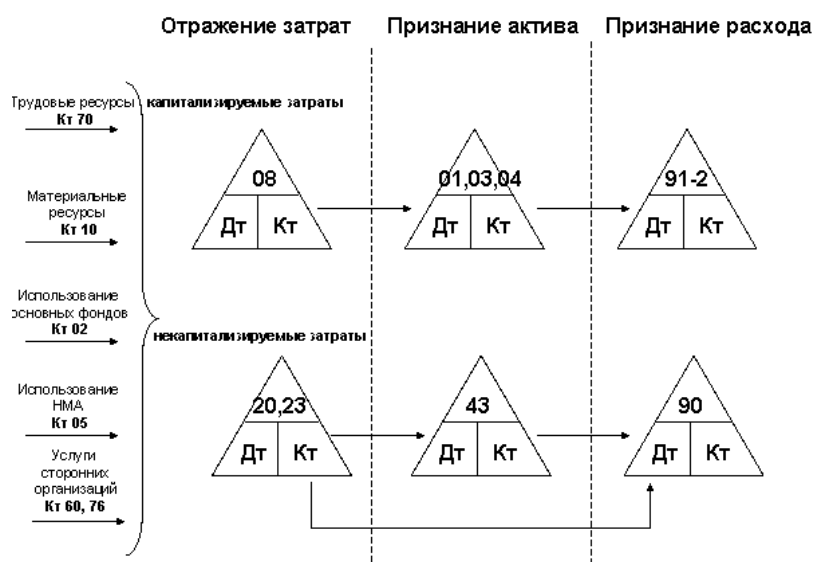 Отражение затрат
Признание актива
Признание расхода
Трудовые ресурсы
Кт 70
Материальные
ресурсы
Кт 10
Использование
основных фондов
Кт 02
Использование
НМА
Кт 05
Услуги
сторонних
организаций
Кт 60, 76
капитализируемые затраты
08
Дт Кт
01,03,04
Дт Кт
91-2
Дт Кт
некапитализируемые затраты
20,23
Дт Кт
43
Дт Кт
90
Дт Кт